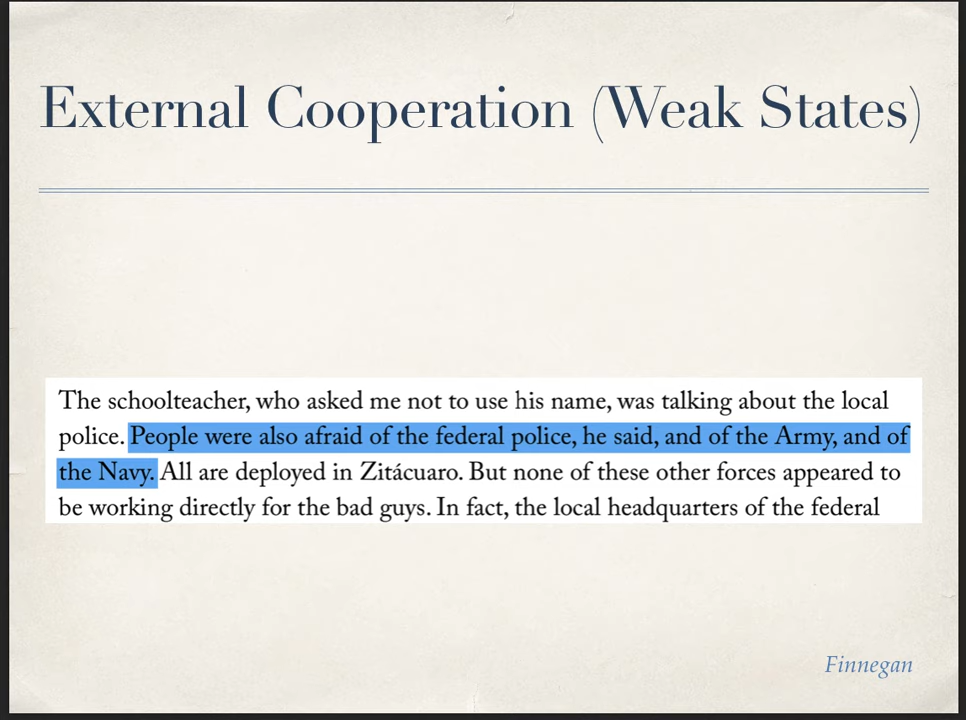 External Cooperation (Weak States)
The schoolteacher, who asked me not to use his name, was talking about the local
police. People were also afraid of the federal police, he said, and of the Army, and of
the Navy. All are deployed in Zitácuaro. But none of these other forces appeared to
be working directly for the bad guys. In fact, the local headquarters of the federal
Finnegan